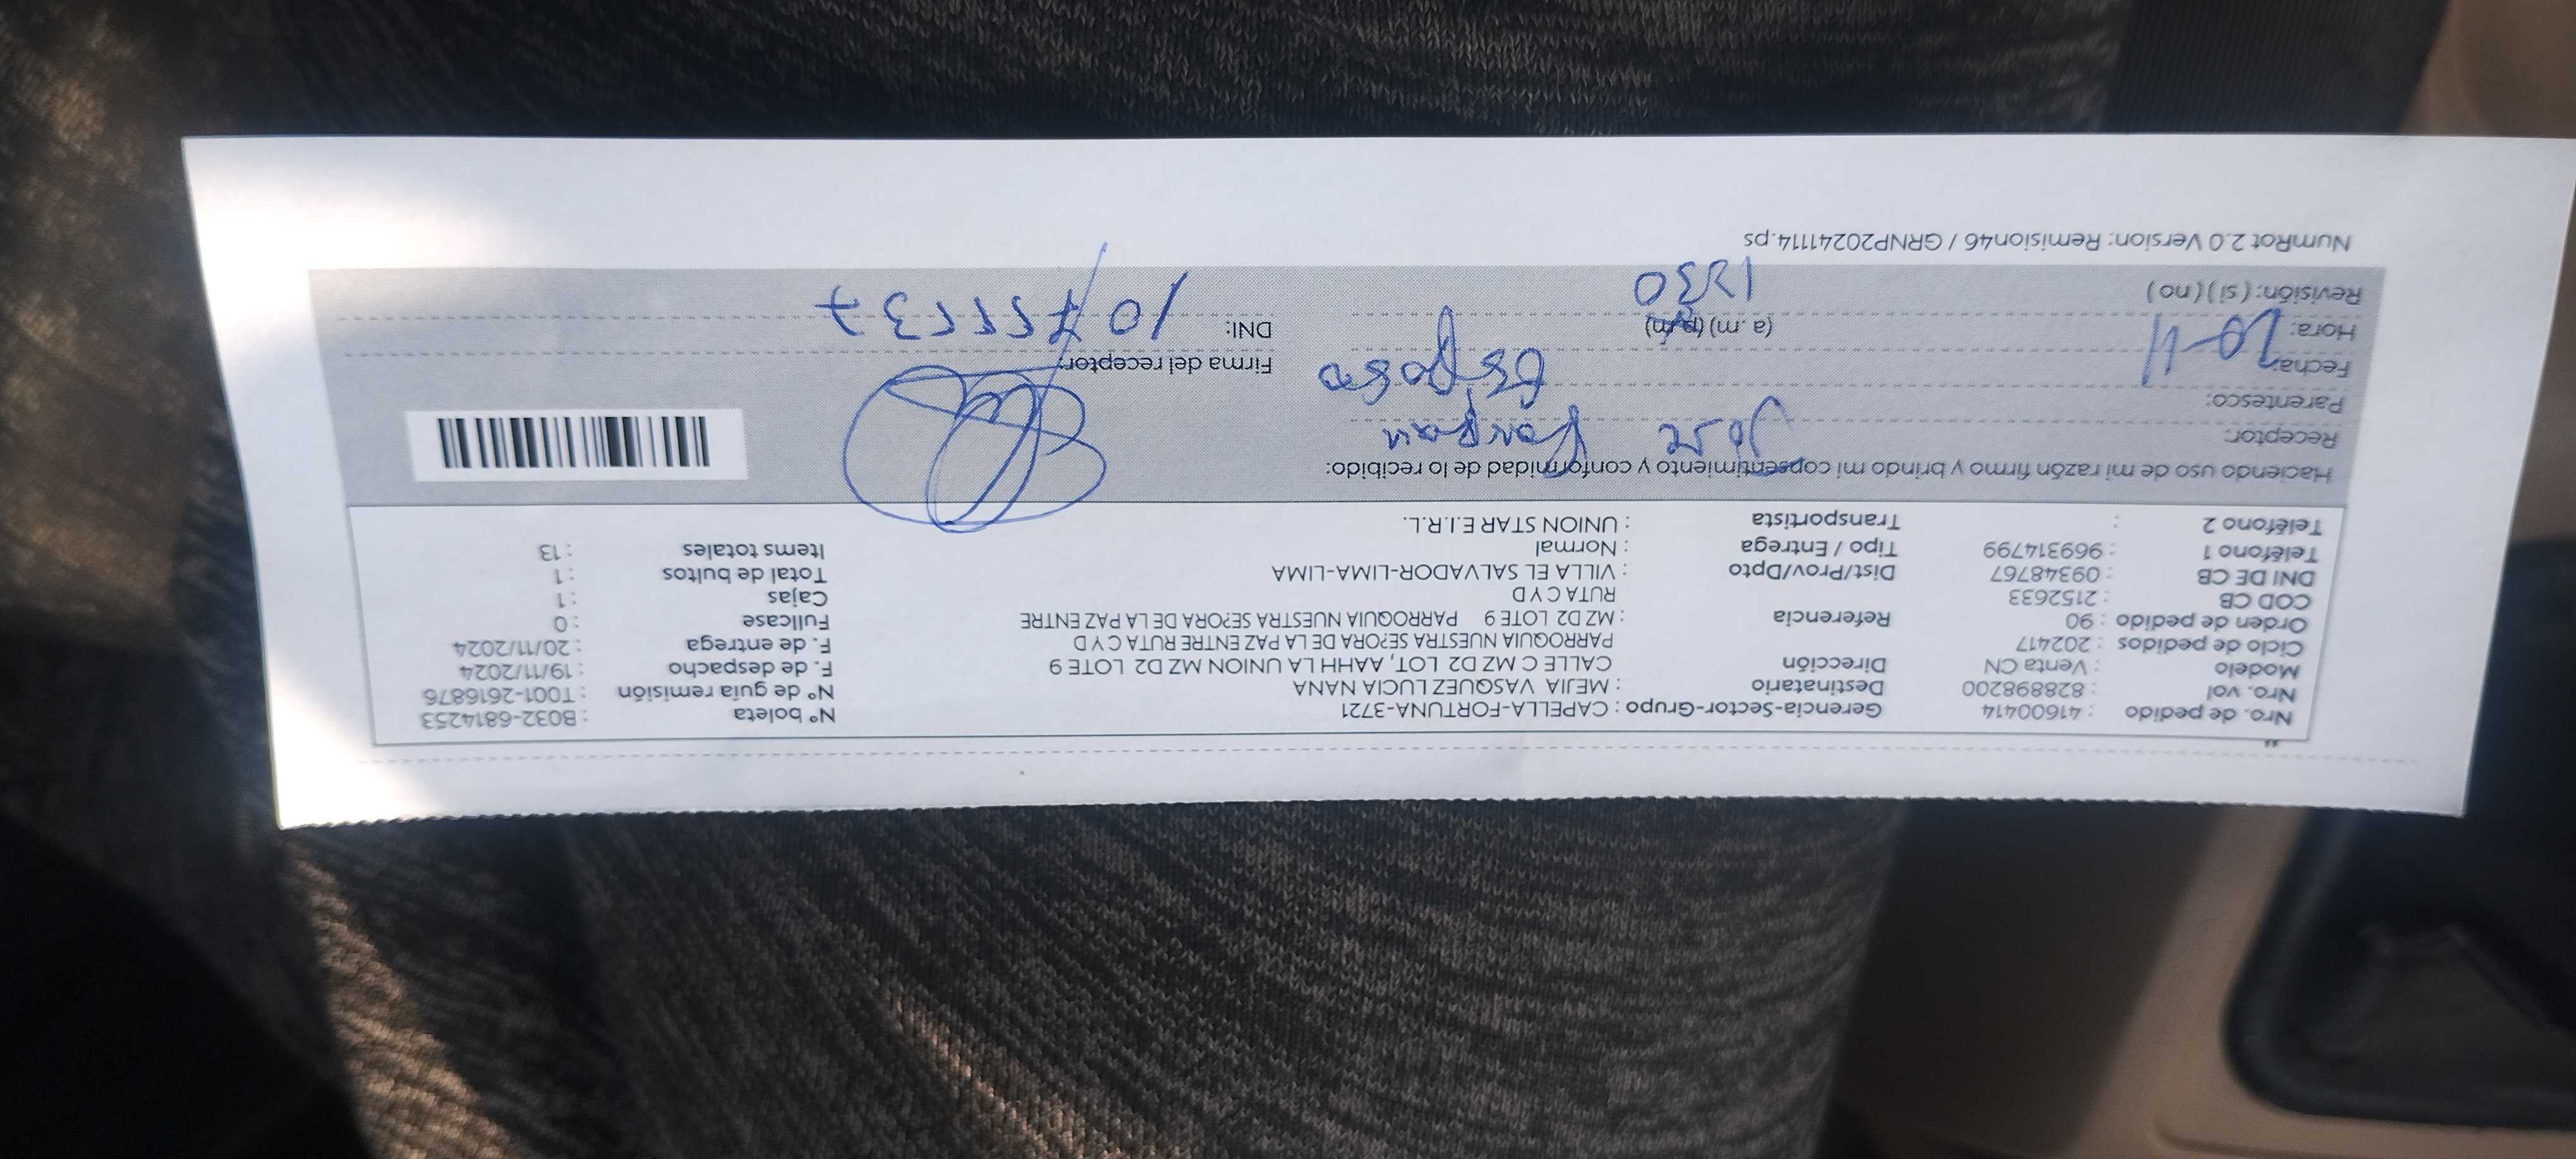 Nro. de pedido : 41600414 Gerencia-Sector-Grupo : CAPELLA-FORTUNA-3721 N° boleta : B032-6814253
Nro. vol : 828898200 Destinatario : MEJIA VASQUEZ LUCIA NANA N° de guía remisión : T001-2616876
Modelo : Venta CN Dirección CALLE C MZ D2 LOT, AAHH LA UNION MZ D2 LOTE 9 F. de despacho : 19/11/2024
Ciclo de pedidos : 202417 PARROQUIA NUESTRA SE?ORA DE LA PAZ ENTRE RUTA C Y D F. de entrega : 20/11/2024
Orden de pedido : 90 Referencia : MZ D2 LOTE 9 PARROQUIA NUESTRA SE?ORA DE LA PAZ ENTRE Fullcase : 0
COD CB : 2152633 RUTA C Y D Cajas : 1
DNI DE CB : 09348767 Dist/Prov/Dpto : VILLA EL SALVADOR-LIMA-LIMA Total de bultos : 1
Teléfono 1 : 969314799 Tipo / Entrega : Normal Items totales : 13
Teléfono 2 : Transportista : UNION STAR E.I.R.L.
Haciendo uso de mi razón firmo y brindo mi consentimiento y conformidad de lo recibido:
Receptor: Jose
Parentesco: esposo
Fecha: 20-11 Firma del receptor:
Hora: (a.m) (p.m) 1330 DNI:
Revisión: ( si ) ( no )
NumRot 2.0 Version: Remision46 / GRNP20241114.ps